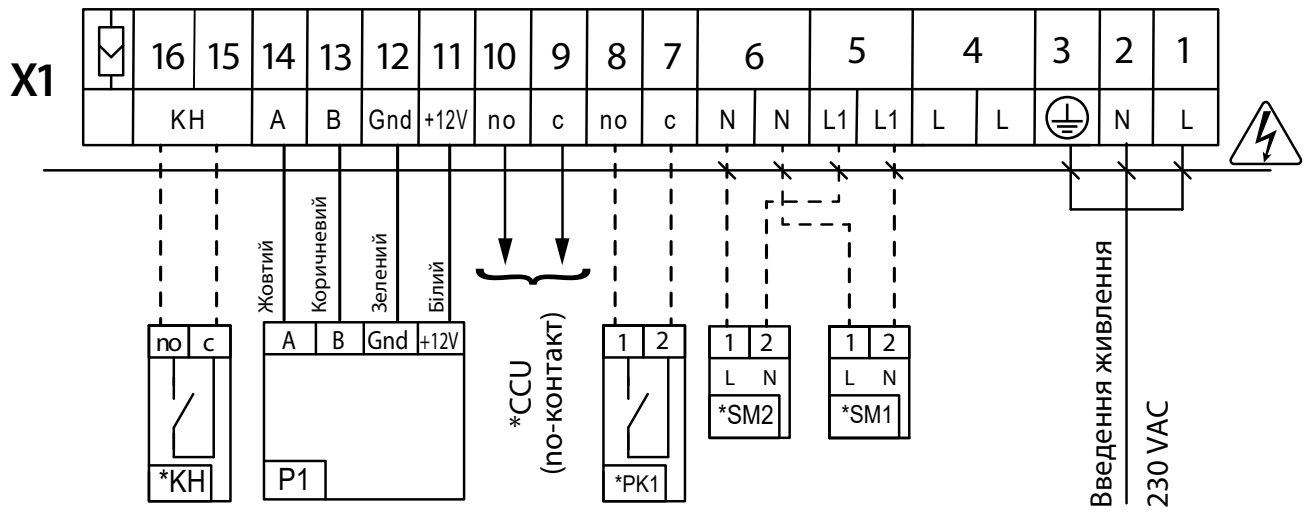 X1
16 15 14 13 12 11 10 9 8 7 6 5 4 3 2 1
KH A B Gnd +12V no c no c N N L1 L1 L L N L
Жовтий
Коричневий
Зелений
Білий
no c
*KH
A B Gnd +12V
P1
*CCU
(no-контакт)
1 2
*PK1
1 2
L N
*SM2
1 2
L N
*SM1
Введення живлення
230 VAC